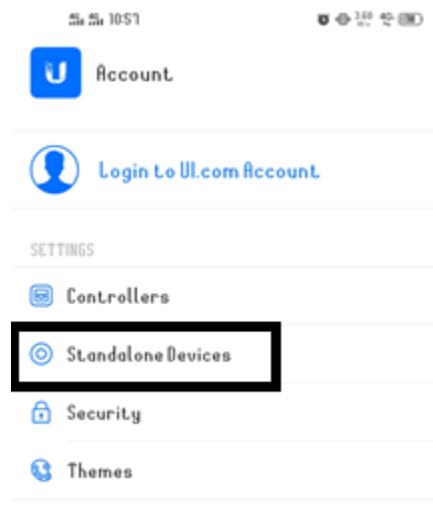 10:57
Account
Login to UI.com Account
SETTINGS
Controllers
Standalone Devices
Security
Themes